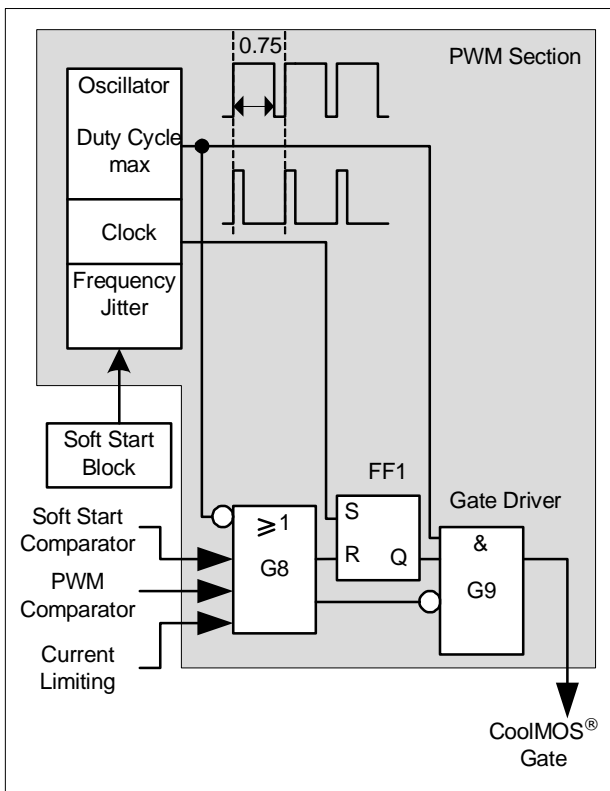 0.75
PWM Section
Oscillator
Duty Cycle
max
Clock
Frequency
Jitter
Soft Start
Block
FF1
Gate Driver
Soft Start
Comparator
PWM
Comparator
Current
Limiting
≥1
G8
S
R Q
&
G9
CoolMOS®
Gate